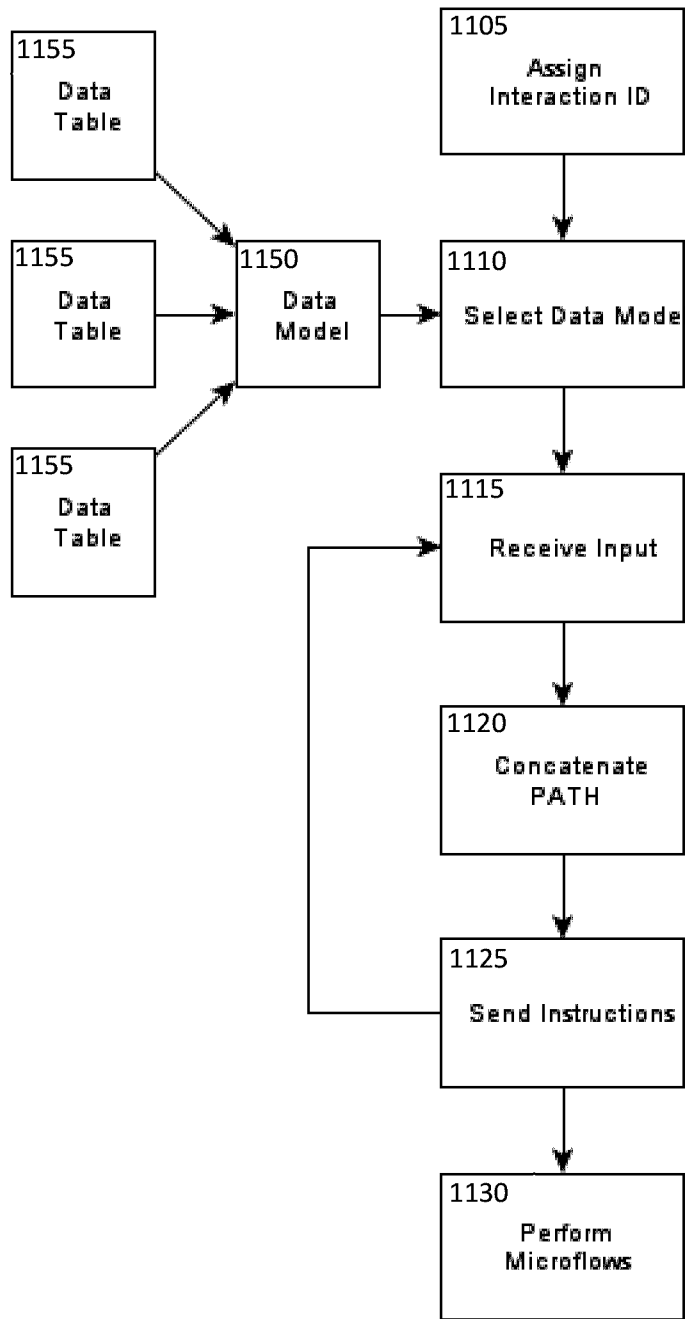 1155
Data
Table
1105
Assign
Interaction ID
1155
Data
Table
1150
Data
Model
1110
Select Data Mode
1155
Data
Table
1115
Receive Input
1120
Concatenate
PATH
1125
Send Instructions
1130
Perform
Microflows